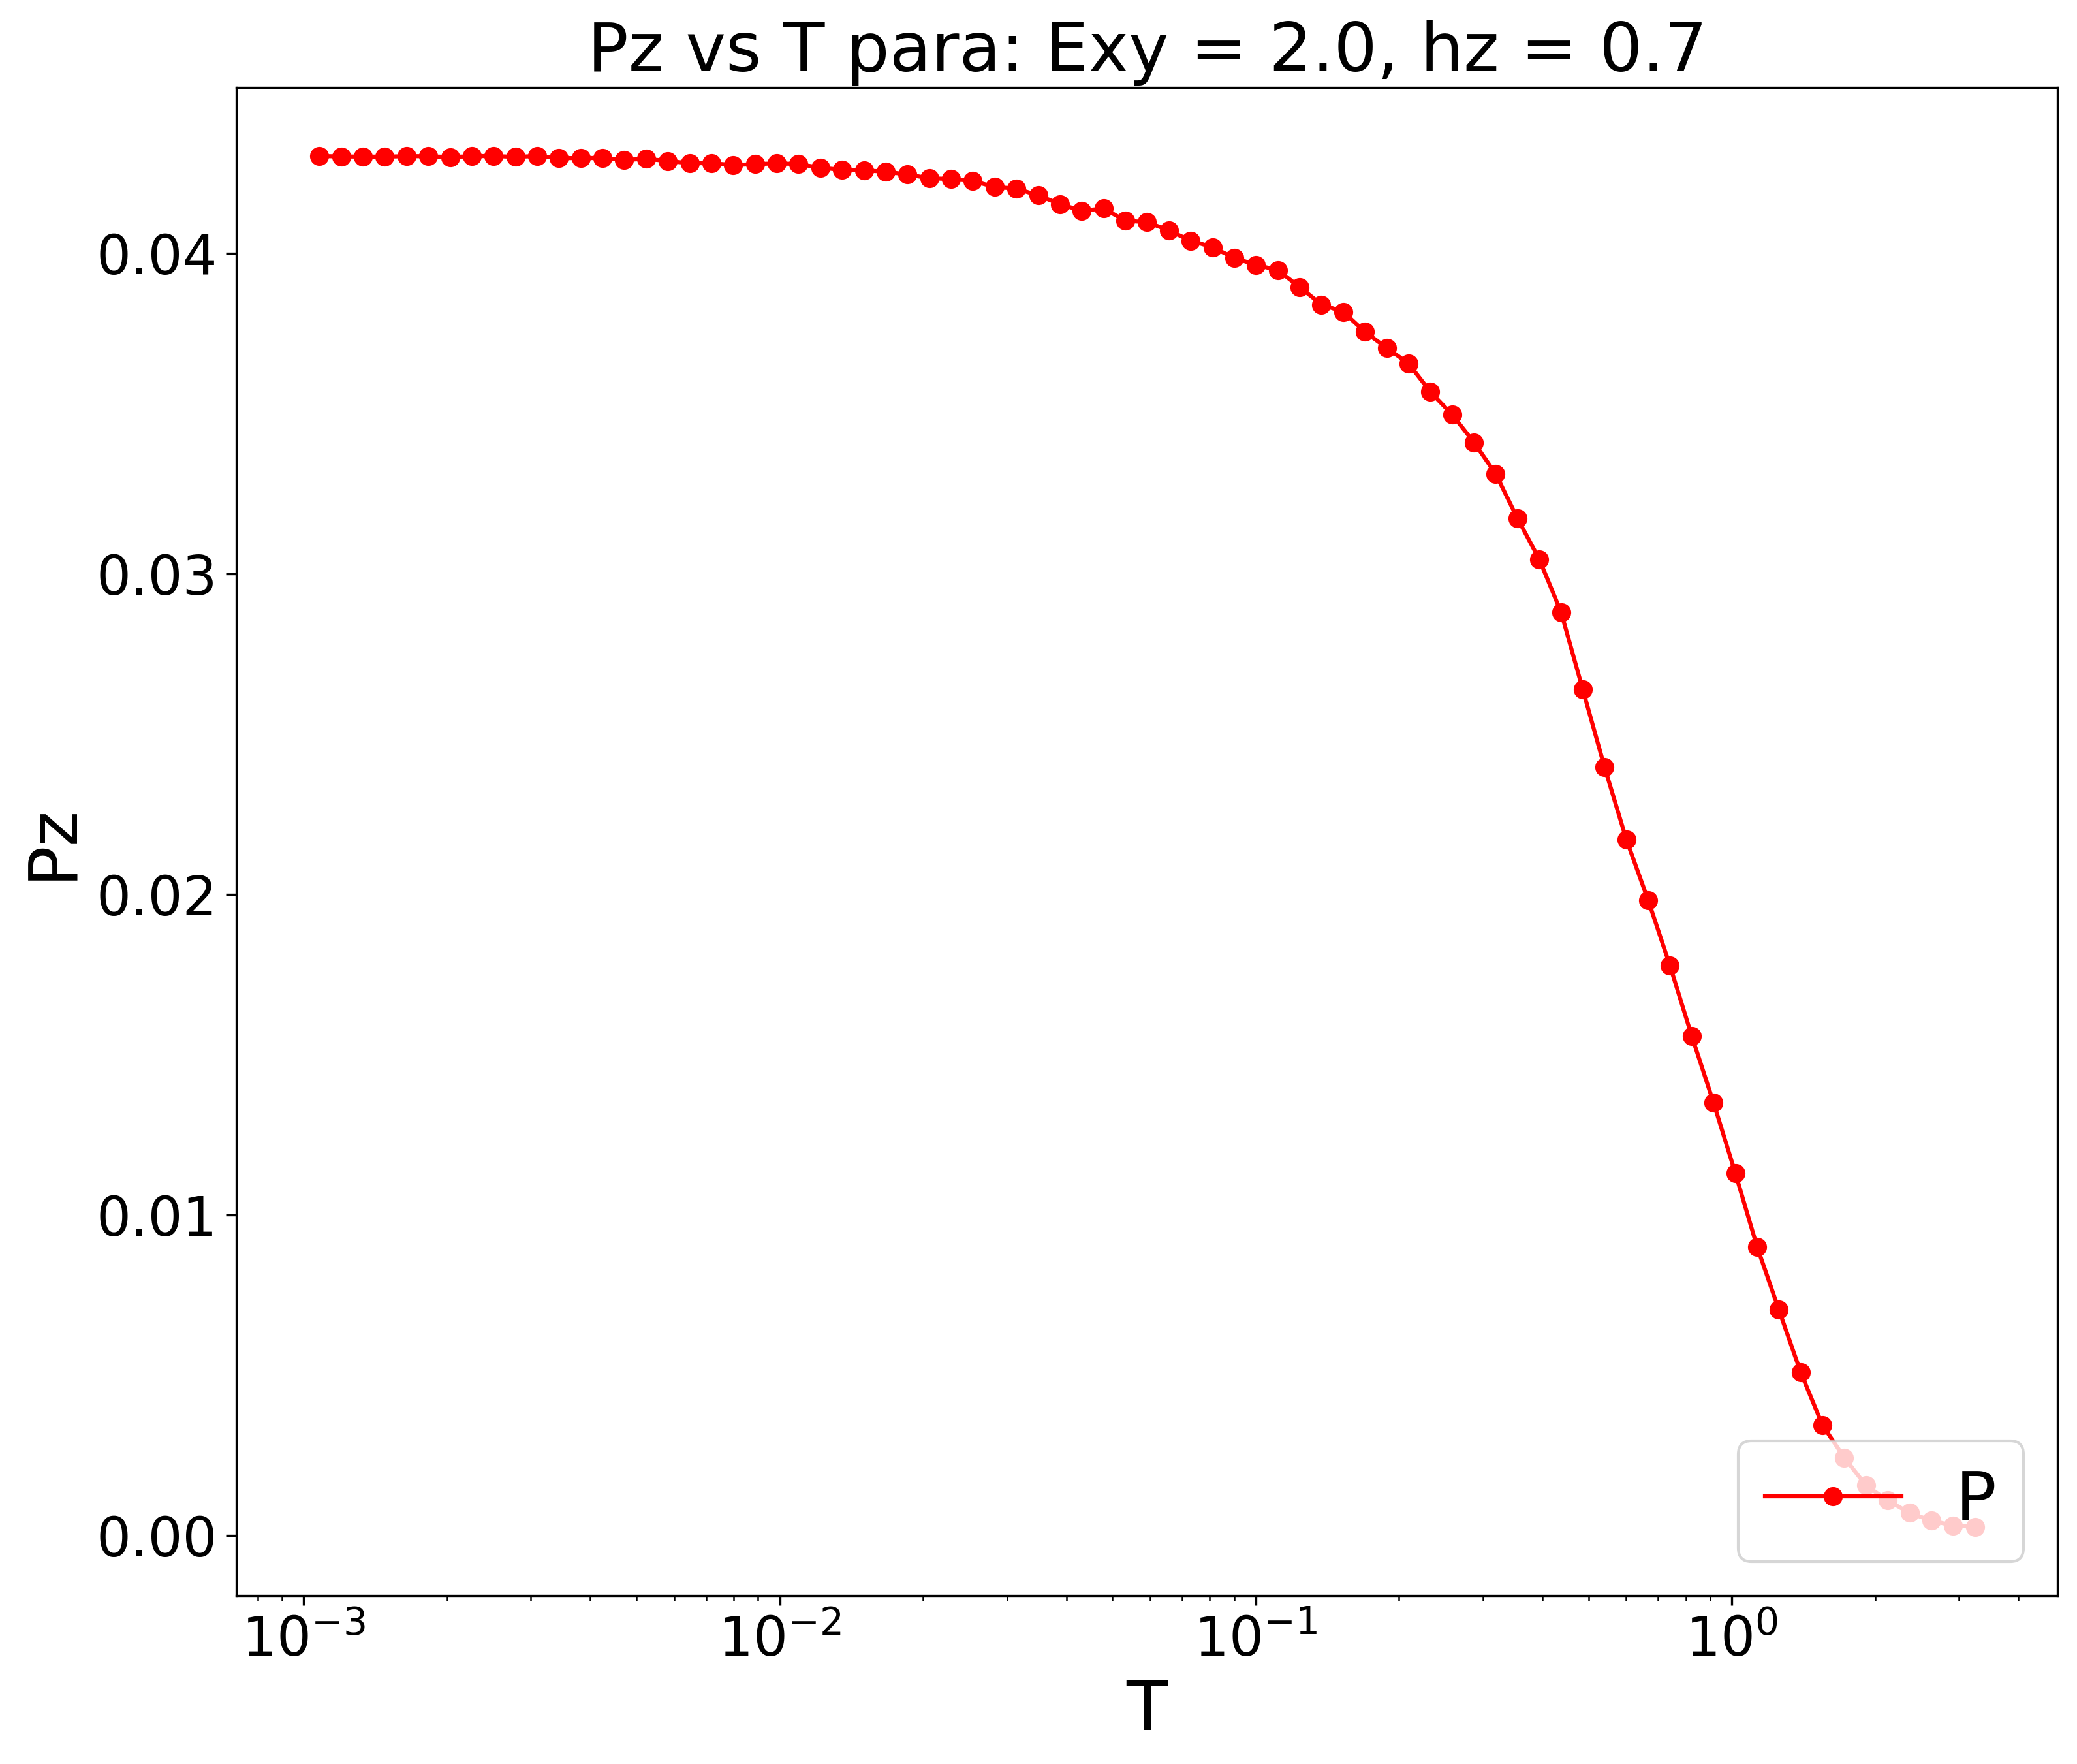 Pz vs T para: Exy = 2.0, hz = 0.7
Pz
0.04
0.03
0.02
0.01
0.00
P
10⁻³ 10⁻² 10⁻¹ 10⁰
T